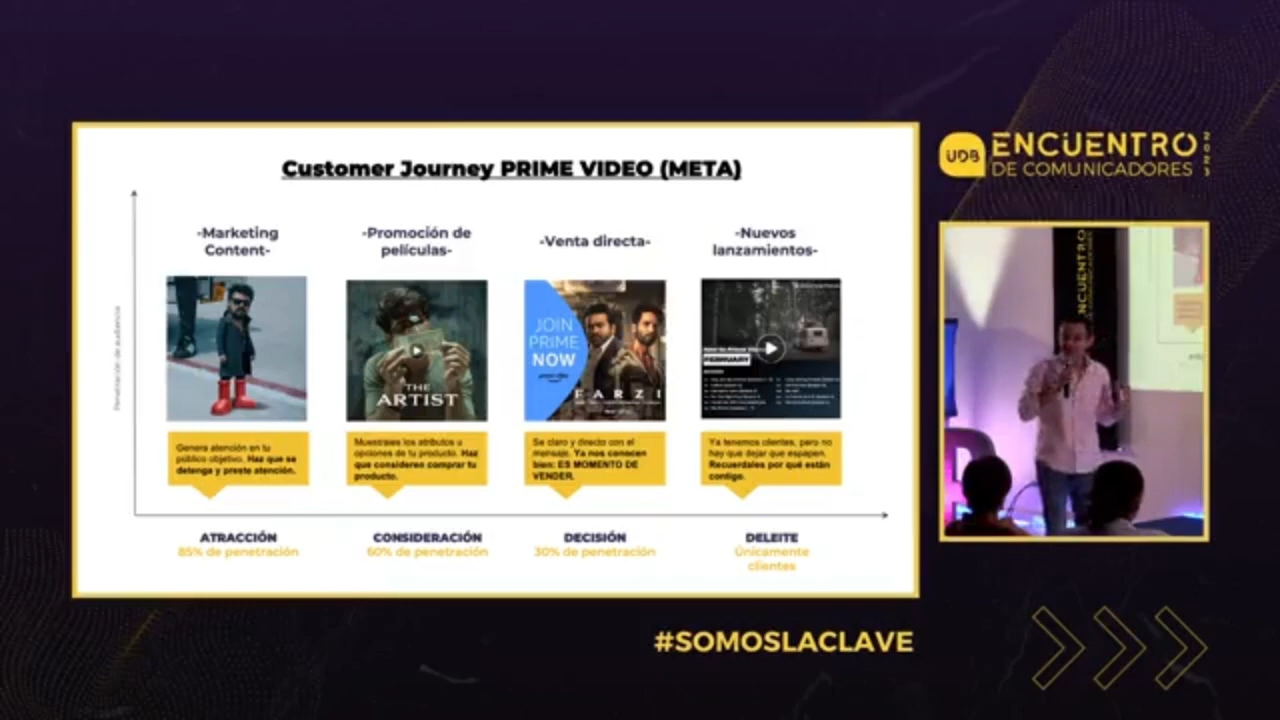 Customer Journey PRIME VIDEO (META)
-Marketing
Content-
-Promoción de
películas-
-Venta directa-
-Nuevos
lanzamientos-
Penetración de audiencia
THE
ARTIST
JOIN
PRIME
NOW
FARZI
FEBRUARY
Genera atención en tu
público objetivo. Haz que se
detenga y preste atención.
Muestrales los atributos u
opciones de tu producto. Haz
que consideren comprar tu
producto.
Se claro y directo con el
mensaje. Ya nos conocen
bien: ES MOMENTO DE
VENDER.
Ya tenemos clientes, pero no
hay que dejar que espapen.
Recuerdales por qué están
contigo.
ATRACCIÓN
85% de penetración
CONSIDERACIÓN
60% de penetración
DECISIÓN
30% de penetración
DELEITE
Únicamente
clientes
UDB
ENCUENTRO
DE COMUNICADORES
ENCUENTRO
#SOMOSLACLAVE